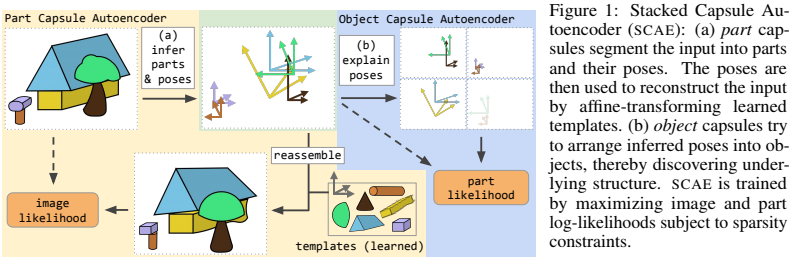 Part Capsule Autoencoder
Object Capsule Autoencoder
(a)
infer
parts
& poses
(b)
explain
poses
reassemble
image
likelihood
part
likelihood
templates (learned)
Figure 1: Stacked Capsule Au-
toencoder (SCAE): (a) part cap-
sules segment the input into parts
and their poses. The poses are
then used to reconstruct the input
by affine-transforming learned
templates. (b) object capsules try
to arrange inferred poses into ob-
jects, thereby discovering under-
lying structure. SCAE is trained
by maximizing image and part
log-likelihoods subject to sparsity
constraints.